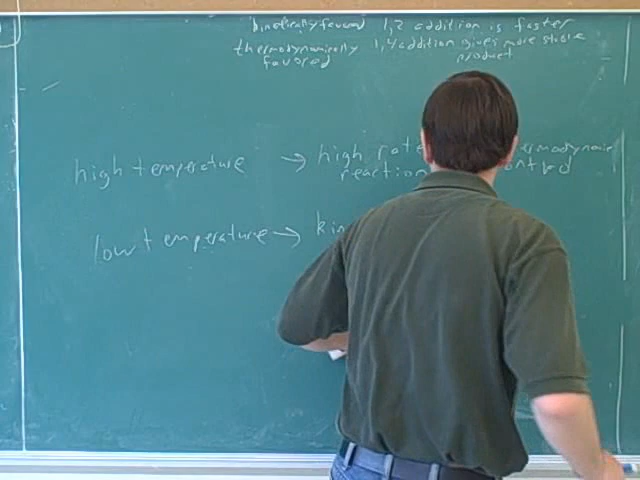 kinetically favored 1,2 addition is faster
thermodynamically 1,4 addition gives more stable
favored product
high temperature → high rate
reaction
low temperature → kin